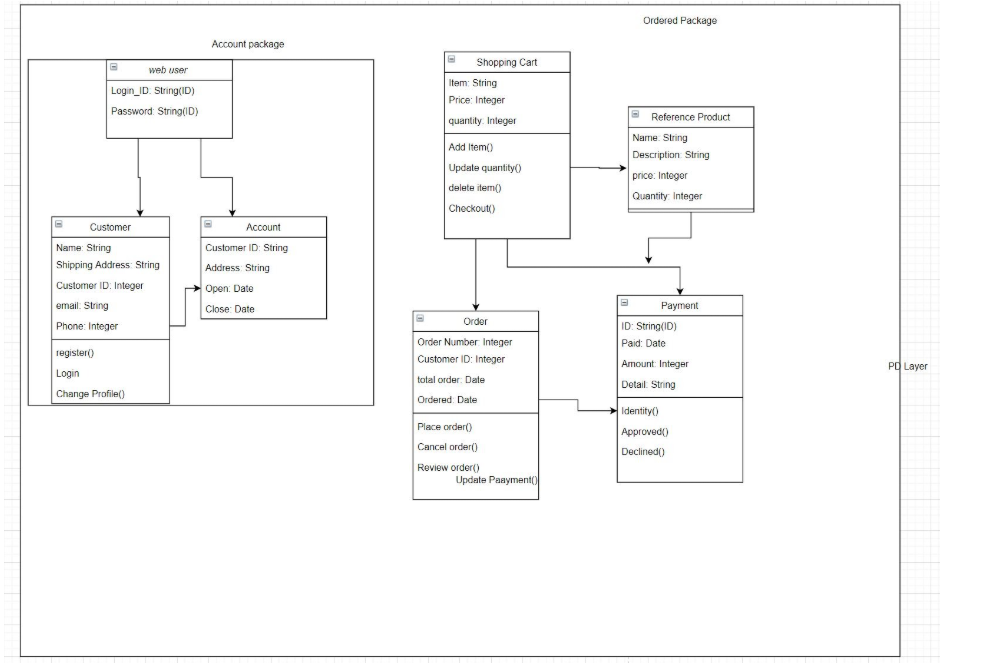 Ordered Package
Account package
web user
Login_ID: String(ID)
Password: String(ID)
Customer
Name: String
Shipping Address: String
Customer ID: Integer
email: String
Phone: Integer
register()
Login
Change Profile()
Account
Customer ID: String
Address: String
Open: Date
Close: Date
Shopping Cart
Item: String
Price: Integer
quantity: Integer
Add Item()
Update quantity()
delete item()
Checkout()
Reference Product
Name: String
Description: String
price: Integer
Quantity: Integer
Order
Order Number: Integer
Customer ID: Integer
total order: Date
Ordered: Date
Place order()
Cancel order()
Review order()
Update Paayment()
Payment
ID: String(ID)
Paid: Date
Amount: Integer
Detail: String
Identity()
Approved()
Declined()
PD Layer